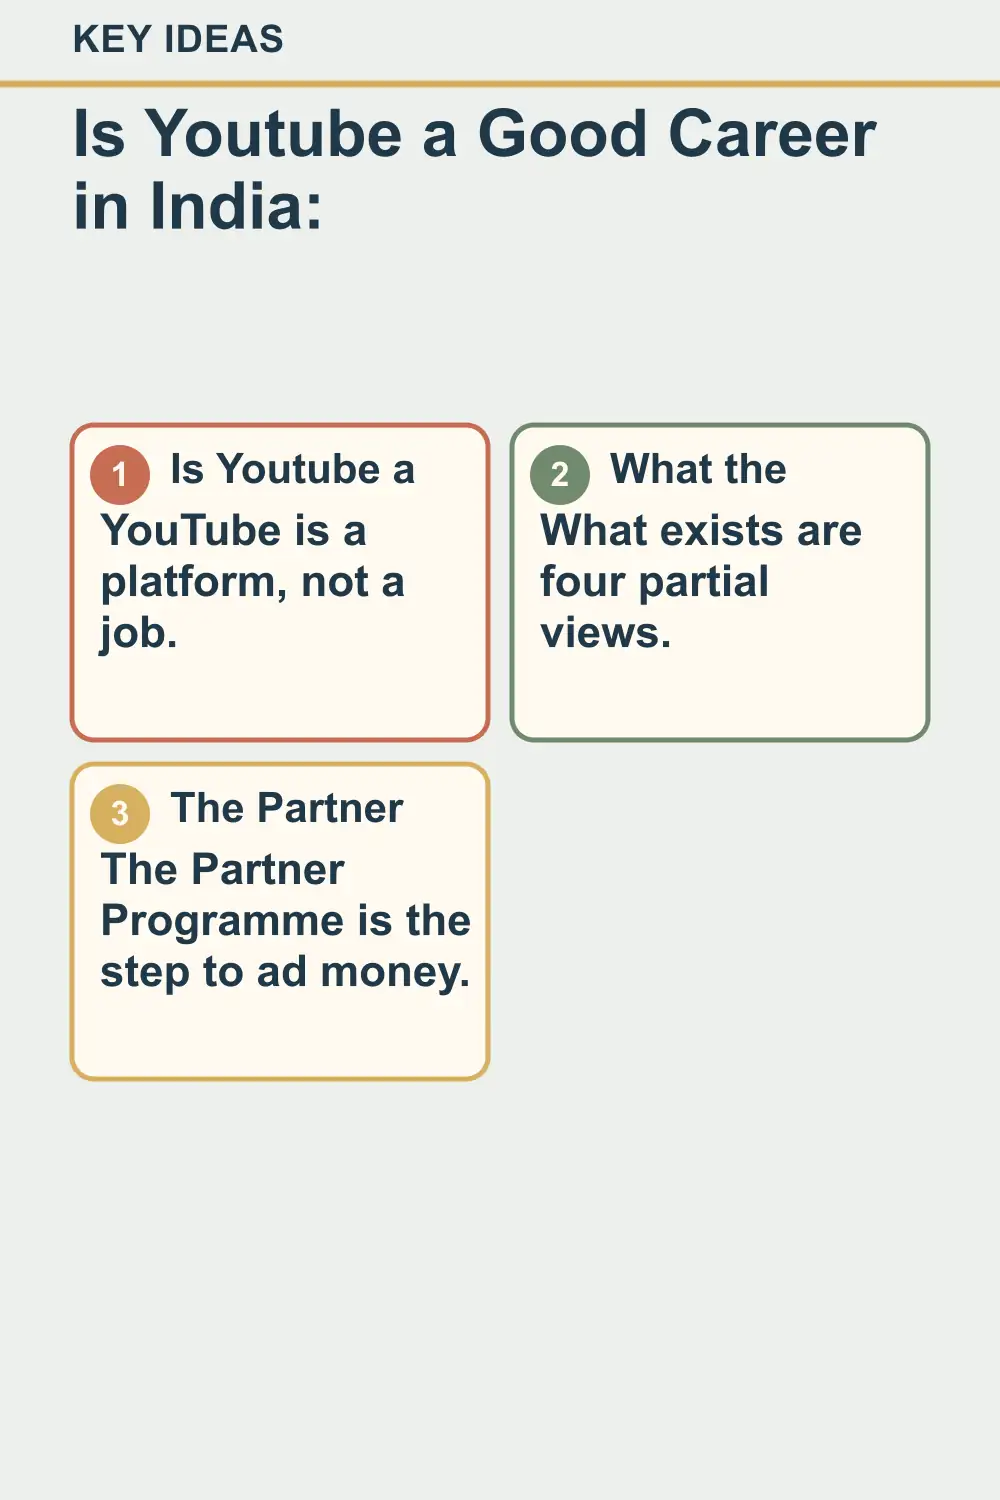 KEY IDEAS
Is Youtube a Good Career
in India:
1 Is Youtube a
YouTube is a
platform, not a
job.
2 What the
What exists are
four partial
views.
3 The Partner
The Partner
Programme is the
step to ad money.